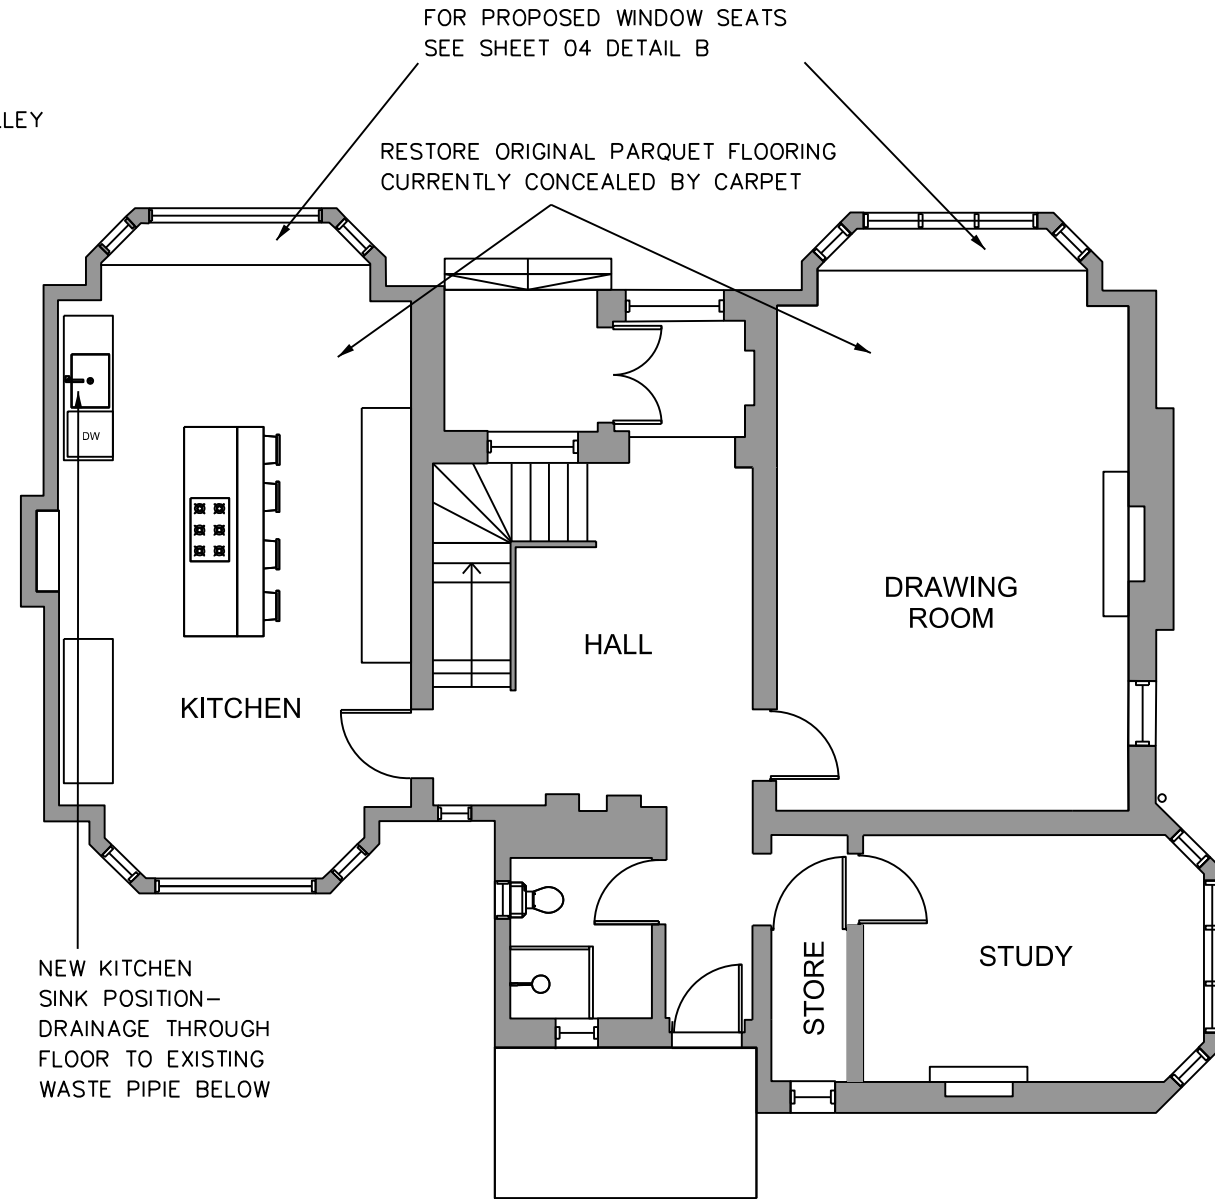 FOR PROPOSED WINDOW SEATS
SEE SHEET 04 DETAIL B
LLEY
RESTORE ORIGINAL PARQUET FLOORING
CURRENTLY CONCEALED BY CARPET
DW
DRAWING
ROOM
HALL
KITCHEN
STORE
STUDY
NEW KITCHEN
SINK POSITION-
DRAINAGE THROUGH
FLOOR TO EXISTING
WASTE PIPIE BELOW